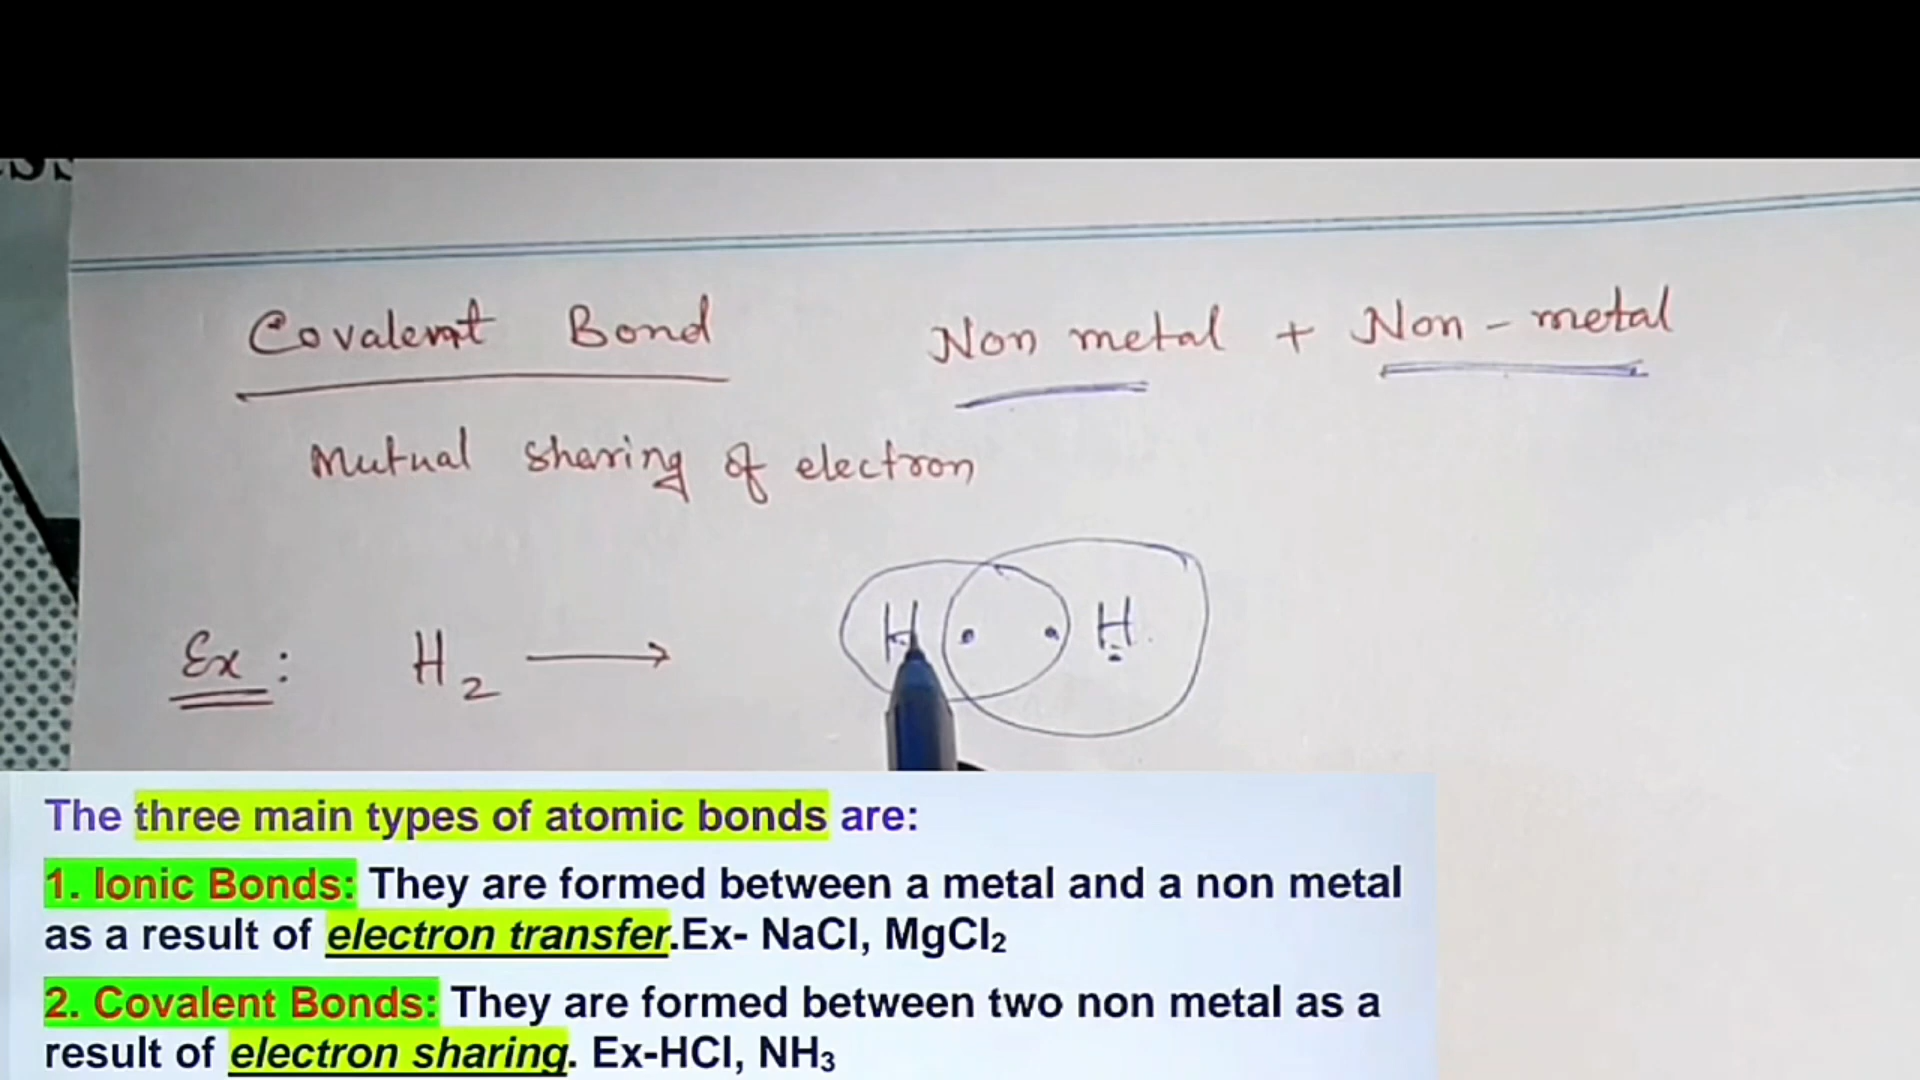 Covalent Bond Non metal + Non-metal
Mutual sharing of electron
Ex: H₂ ⟶ H • • H
The three main types of atomic bonds are:
1. Ionic Bonds: They are formed between a metal and a non metal
as a result of electron transfer.Ex- NaCl, MgCl₂
2. Covalent Bonds: They are formed between two non metal as a
result of electron sharing. Ex-HCl, NH₃